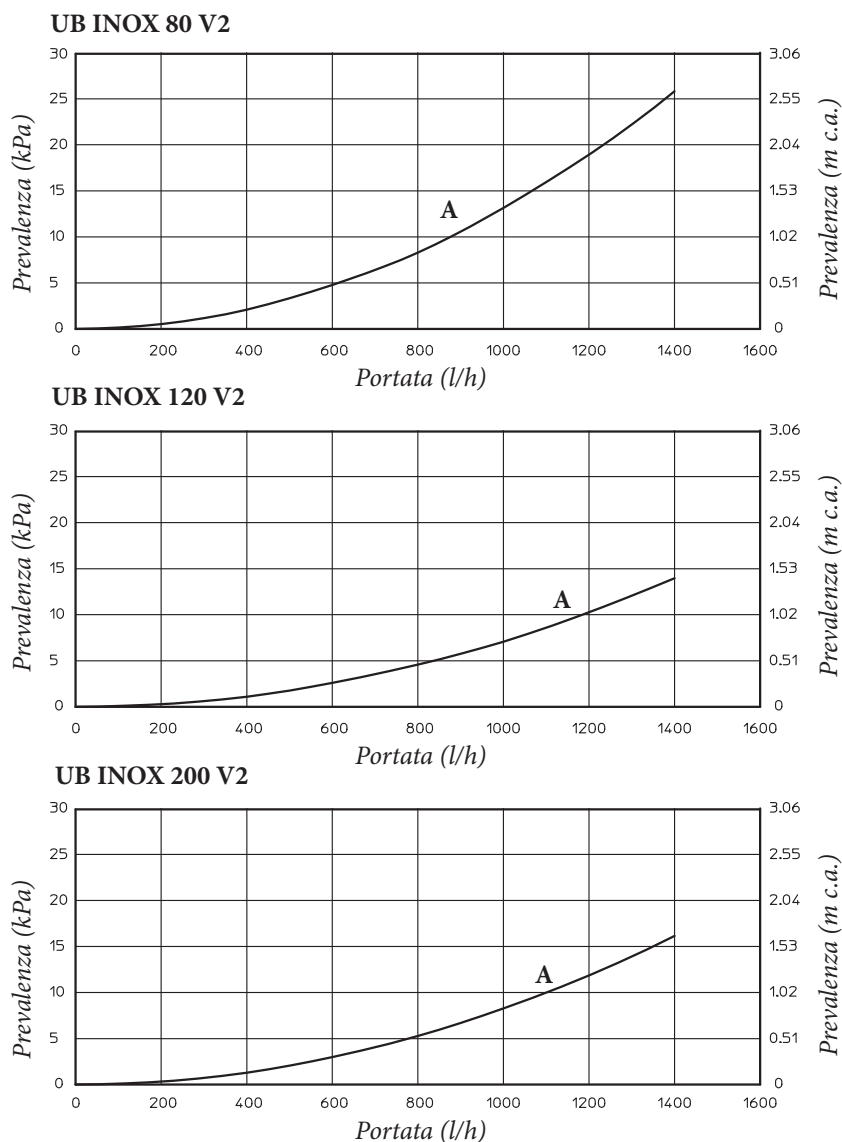 UB INOX 80 V2
30 3.06
25 2.55
20 2.04
15 1.53
A
10 1.02
5 0.51
0 0
0 200 400 600 800 1000 1200 1400 1600
Prevalenza (kPa)
Prevalenza (m c.a.)
Portata (l/h)
UB INOX 120 V2
30 3.06
25 2.55
20 2.04
15 1.53
A
10 1.02
5 0.51
0 0
0 200 400 600 800 1000 1200 1400 1600
Prevalenza (kPa)
Prevalenza (m c.a.)
Portata (l/h)
UB INOX 200 V2
30 3.06
25 2.55
20 2.04
15 1.53
A
10 1.02
5 0.51
0 0
0 200 400 600 800 1000 1200 1400 1600
Prevalenza (kPa)
Prevalenza (m c.a.)
Portata (l/h)